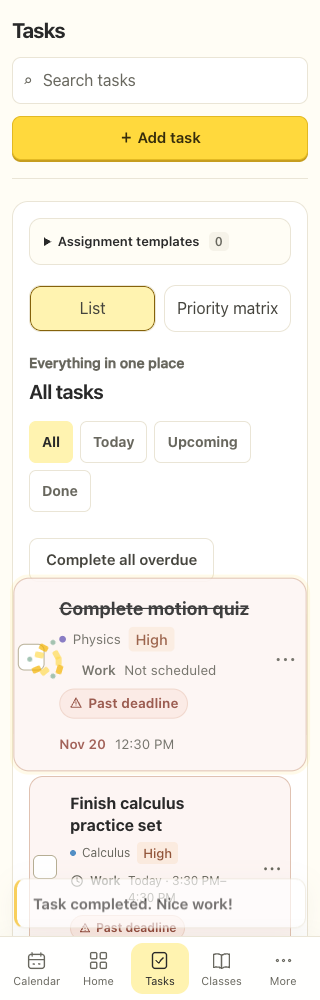 Tasks
Search tasks
+ Add task
Assignment templates 0
List Priority matrix
Everything in one place
All tasks
All Today Upcoming
Done
Complete all overdue
Complete motion quiz
Physics High
Work Not scheduled
Past deadline
Nov 20 12:30 PM
Finish calculus
practice set
Calculus High
Work Today · 3:30 PM–
4:30 PM
Task completed. Nice work!
Past deadline
Calendar Home Tasks Classes More